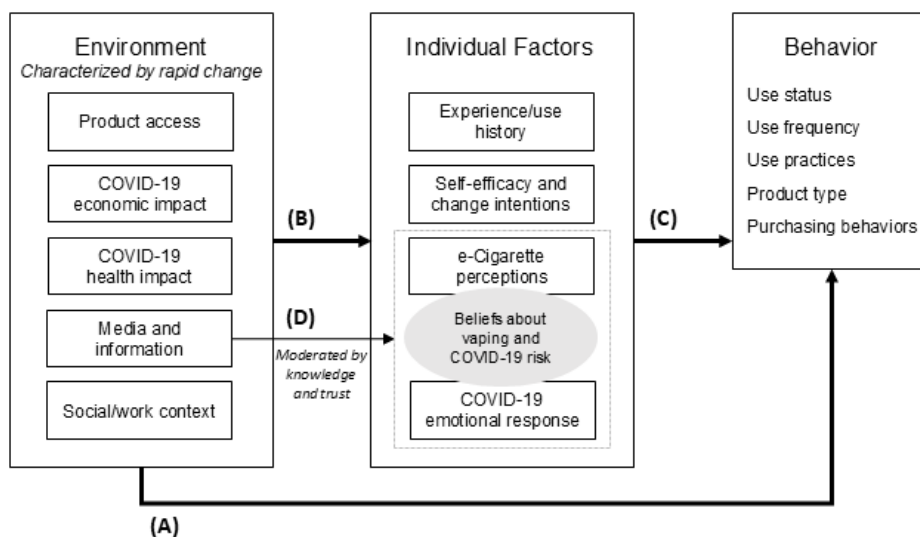 Environment
Characterized by rapid change
Product access
COVID-19
economic impact
COVID-19
health impact
Media and
information
Social/work context
(A)
(B)
(D)
Moderated by
knowledge
and trust
Individual Factors
Experience/use
history
Self-efficacy and
change intentions
e-Cigarette
perceptions
Beliefs about
vaping and
COVID-19 risk
COVID-19
emotional response
(C)
Behavior
Use status
Use frequency
Use practices
Product type
Purchasing behaviors